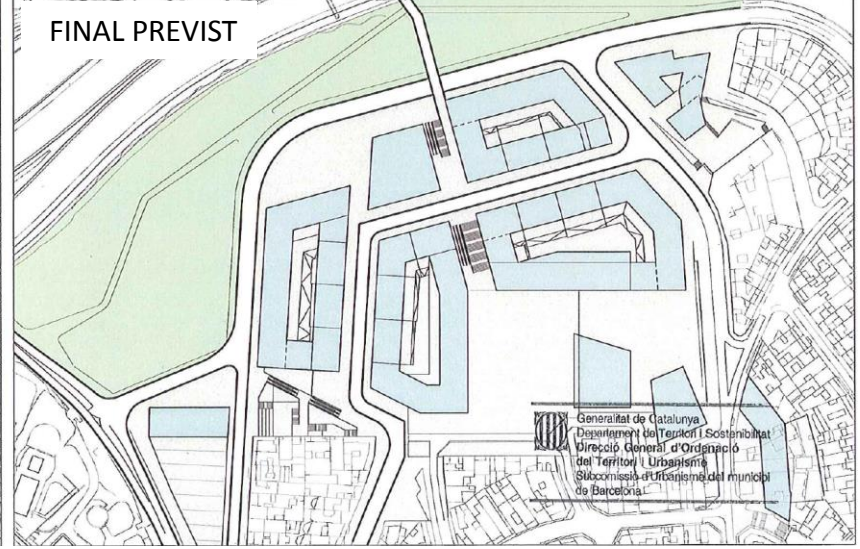 FINAL PREVIST
Generalitat de Catalunya
Departament de Territori i Sostenibilitat
Direcció General d'Ordenació
del Territori i Urbanisme
Subcomissió d'Urbanisme del municipi
de Barcelona